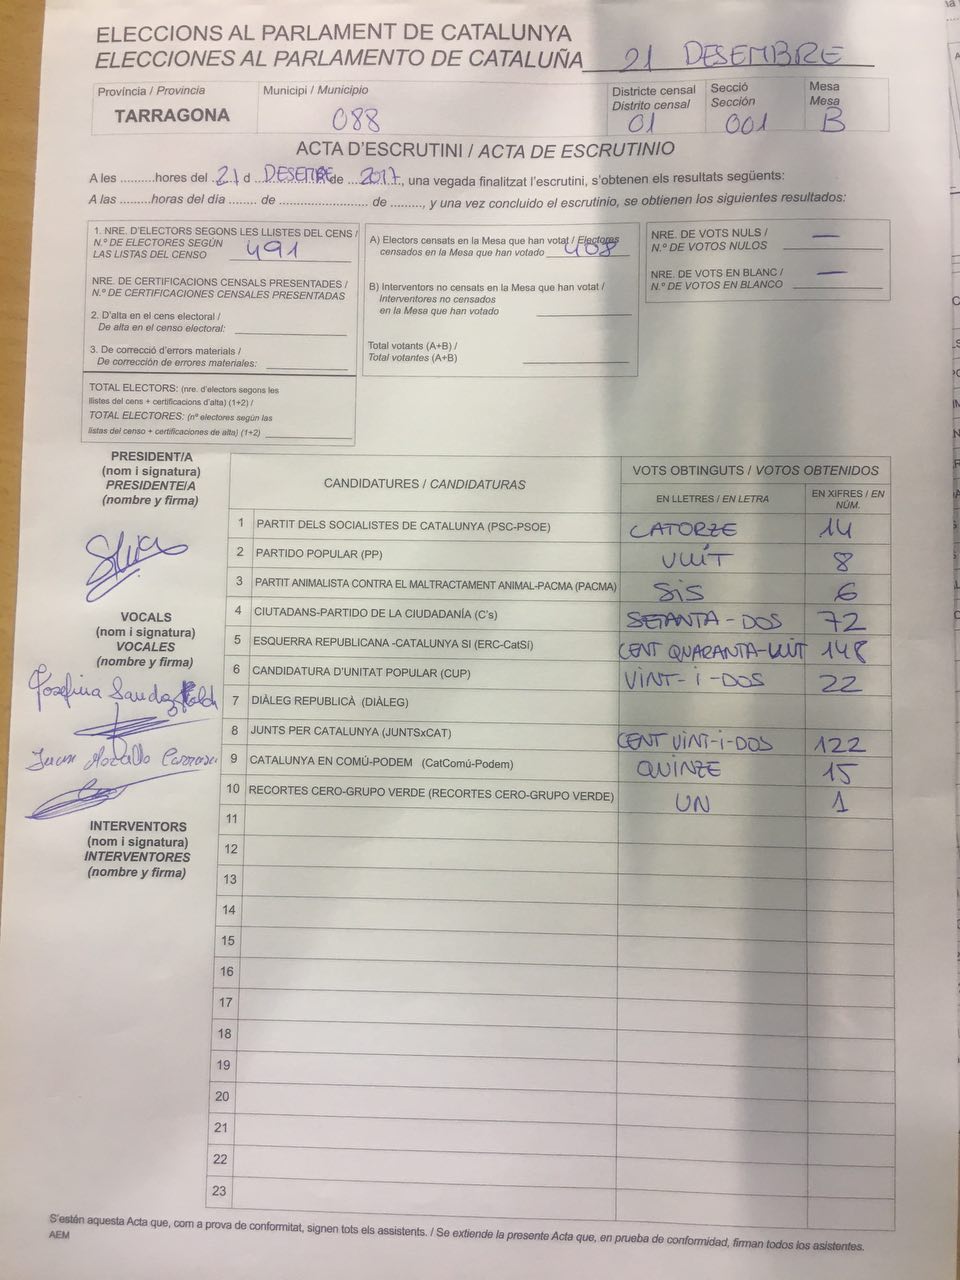 ELECCIONS AL PARLAMENT DE CATALUNYA
ELECCIONES AL PARLAMENTO DE CATALUÑA 21 DESEMBRE
Província / Provincia
TARRAGONA
Municipi / Municipio
088
Districte censal
Distrito censal
01
Secció
Sección
001
Mesa
Mesa
B
ACTA D'ESCRUTINI / ACTA DE ESCRUTINIO
A les .........hores del .21 d DESEMBRE de ...2017..., una vegada finalitzat l'escrutini, s'obtenen els resultats següents:
A las .........horas del día ........ de .......................... de ........., y una vez concluido el escrutinio, se obtienen los siguientes resultados:
1. NRE. D'ELECTORS SEGONS LES LLISTES DEL CENS /
N.º DE ELECTORES SEGÚN
LAS LISTAS DEL CENSO 491
NRE. DE CERTIFICACIONS CENSALS PRESENTADES /
N.º DE CERTIFICACIONES CENSALES PRESENTADAS
2. D'alta en el cens electoral /
De alta en el censo electoral:
3. De correcció d'errors materials /
De corrección de errores materiales:
TOTAL ELECTORS: (nre. d'electors segons les
llistes del cens + certificacions d'alta) (1+2) /
TOTAL ELECTORES: (nº electores según las
listas del censo + certificaciones de alta) (1+2)
A) Electors censats en la Mesa que han votat / Electores
censados en la Mesa que han votado 408
B) Interventors no censats en la Mesa que han votat /
Interventores no censados
en la Mesa que han votado
Total votants (A+B) /
Total votantes (A+B)
NRE. DE VOTS NULS /
N.º DE VOTOS NULOS —
NRE. DE VOTS EN BLANC /
N.º DE VOTOS EN BLANCO —
PRESIDENT/A
(nom i signatura)
PRESIDENTE/A
(nombre y firma)
VOCALS
(nom i signatura)
VOCALES
(nombre y firma)
Josefina
Juan
INTERVENTORS
(nom i signatura)
INTERVENTORES
(nombre y firma)
CANDIDATURES / CANDIDATURAS
VOTS OBTINGUTS / VOTOS OBTENIDOS
EN LLETRES / EN LETRA
EN XIFRES / EN
NÚM.
1 PARTIT DELS SOCIALISTES DE CATALUNYA (PSC-PSOE) CATORZE 14
2 PARTIDO POPULAR (PP) VUIT 8
3 PARTIT ANIMALISTA CONTRA EL MALTRACTAMENT ANIMAL-PACMA (PACMA) SIS 6
4 CIUTADANS-PARTIDO DE LA CIUDADANÍA (C's) SETANTA-DOS 72
5 ESQUERRA REPUBLICANA -CATALUNYA SI (ERC-CatSí) CENT QUARANTA-VUIT 148
6 CANDIDATURA D'UNITAT POPULAR (CUP) VINT-I-DOS 22
7 DIÀLEG REPUBLICÀ (DIÀLEG)
8 JUNTS PER CATALUNYA (JUNTSxCAT) CENT VINT-I-DOS 122
9 CATALUNYA EN COMÚ-PODEM (CatComú-Podem) QUINZE 15
10 RECORTES CERO-GRUPO VERDE (RECORTES CERO-GRUPO VERDE) UN 1
11
12
13
14
15
16
17
18
19
20
21
22
23
S'estén aquesta Acta que, com a prova de conformitat, signen tots els assistents. / Se extiende la presente Acta que, en prueba de conformidad, firman todos los asistentes.
AEM